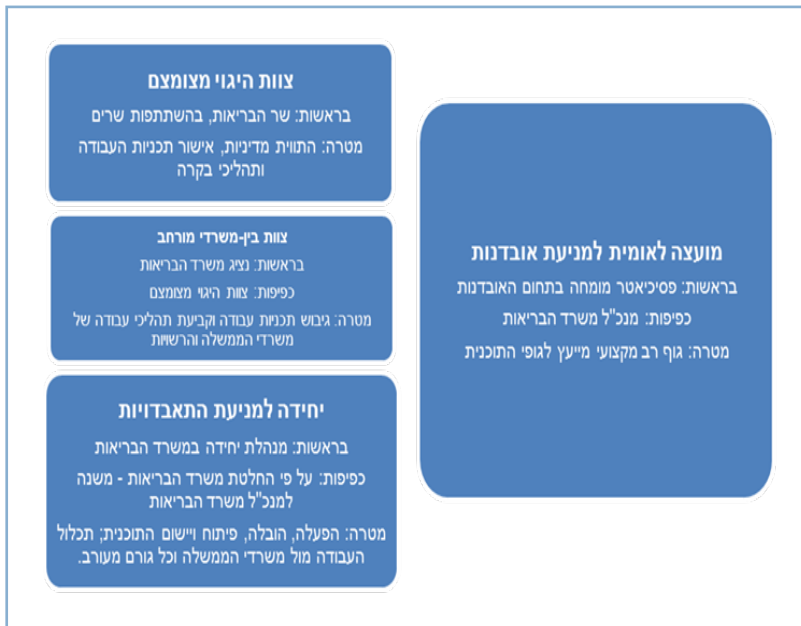 מועצה לאומית למניעת אובדנות
בראשות: פסיכיאטר מומחה בתחום האובדנות
כפיפות: מנכ"ל משרד הבריאות
מטרה: גוף רב מקצועי מייעץ לגופי התוכנית
צוות היגוי מצומצם
בראשות: שר הבריאות, בהשתתפות שרים
מטרה: התווית מדיניות, אישור תכניות העבודה
ותהליכי בקרה
צוות בין-משרדי מורחב
בראשות: נציג משרד הבריאות
כפיפות: צוות היגוי מצומצם
מטרה: גיבוש תכניות עבודה וקביעת תהליכי עבודה של
משרדי הממשלה והרשויות
יחידה למניעת התאבדויות
בראשות: מנהלת יחידה במשרד הבריאות
כפיפות: על פי החלטת משרד הבריאות - משנה
למנכ"ל משרד הבריאות
מטרה: הפעלה, הובלה, פיתוח ויישום התוכנית; תכלול
העבודה מול משרדי הממשלה וכל גורם מעורב.